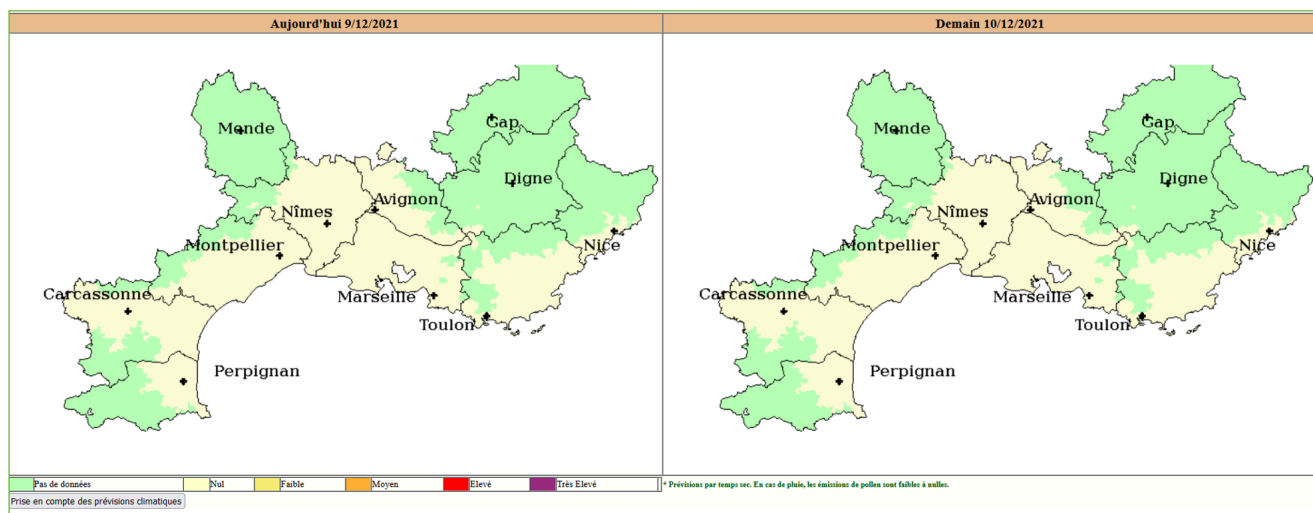 Aujourd'hui 9/12/2021
Demain 10/12/2021
Mende
Gap
Digne
Avignon
Nîmes
Nice
Montpellier
Carcassonne
Marseille
Toulon
Perpignan
Mende
Gap
Digne
Avignon
Nîmes
Nice
Montpellier
Carcassonne
Marseille
Toulon
Perpignan
Pas de données
Nul
Faible
Moyen
Elevé
Très Elevé
* Prévisions par temps sec. En cas de pluie, les émissions de pollen sont faibles à nulles.
Prise en compte des prévisions climatiques